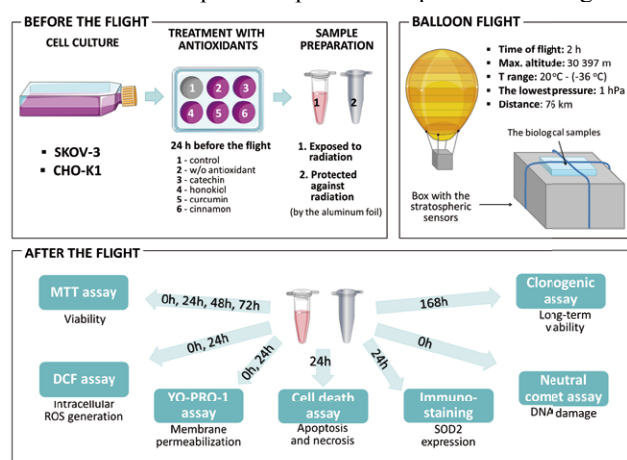 BEFORE THE FLIGHT
CELL CULTURE
▪ SKOV-3
▪ CHO-K1
TREATMENT WITH
ANTIOXIDANTS
1 2 3
4 5 6
24 h before the flight
1 - control
2 - w/o antioxidant
3 - catechin
4 - honokiol
5 - curcumin
6 - cinnamon
SAMPLE
PREPARATION
1 2
1. Exposed to
radiation
2. Protected
against
radiation
(by the aluminum foil)
BALLOON FLIGHT
▪ Time of flight: 2 h
▪ Max. altitude: 30 397 m
▪ T range: 20°C - (-36 °C)
▪ The lowest pressure: 1 hPa
▪ Distance: 76 km
The biological samples
Box with the
stratospheric
sensors
AFTER THE FLIGHT
MTT assay
Viability
0h, 24h, 48h, 72h
DCF assay
Intracellular
ROS generation
0h, 24h
YO-PRO-1
assay
Membrane
permeabilization
0h, 24h
Cell death
assay
Apoptosis
and necrosis
24h
Immuno-
staining
SOD2
expression
24h
Neutral
comet assay
DNA damage
0h
Clonogenic
assay
Long-term
viability
168h